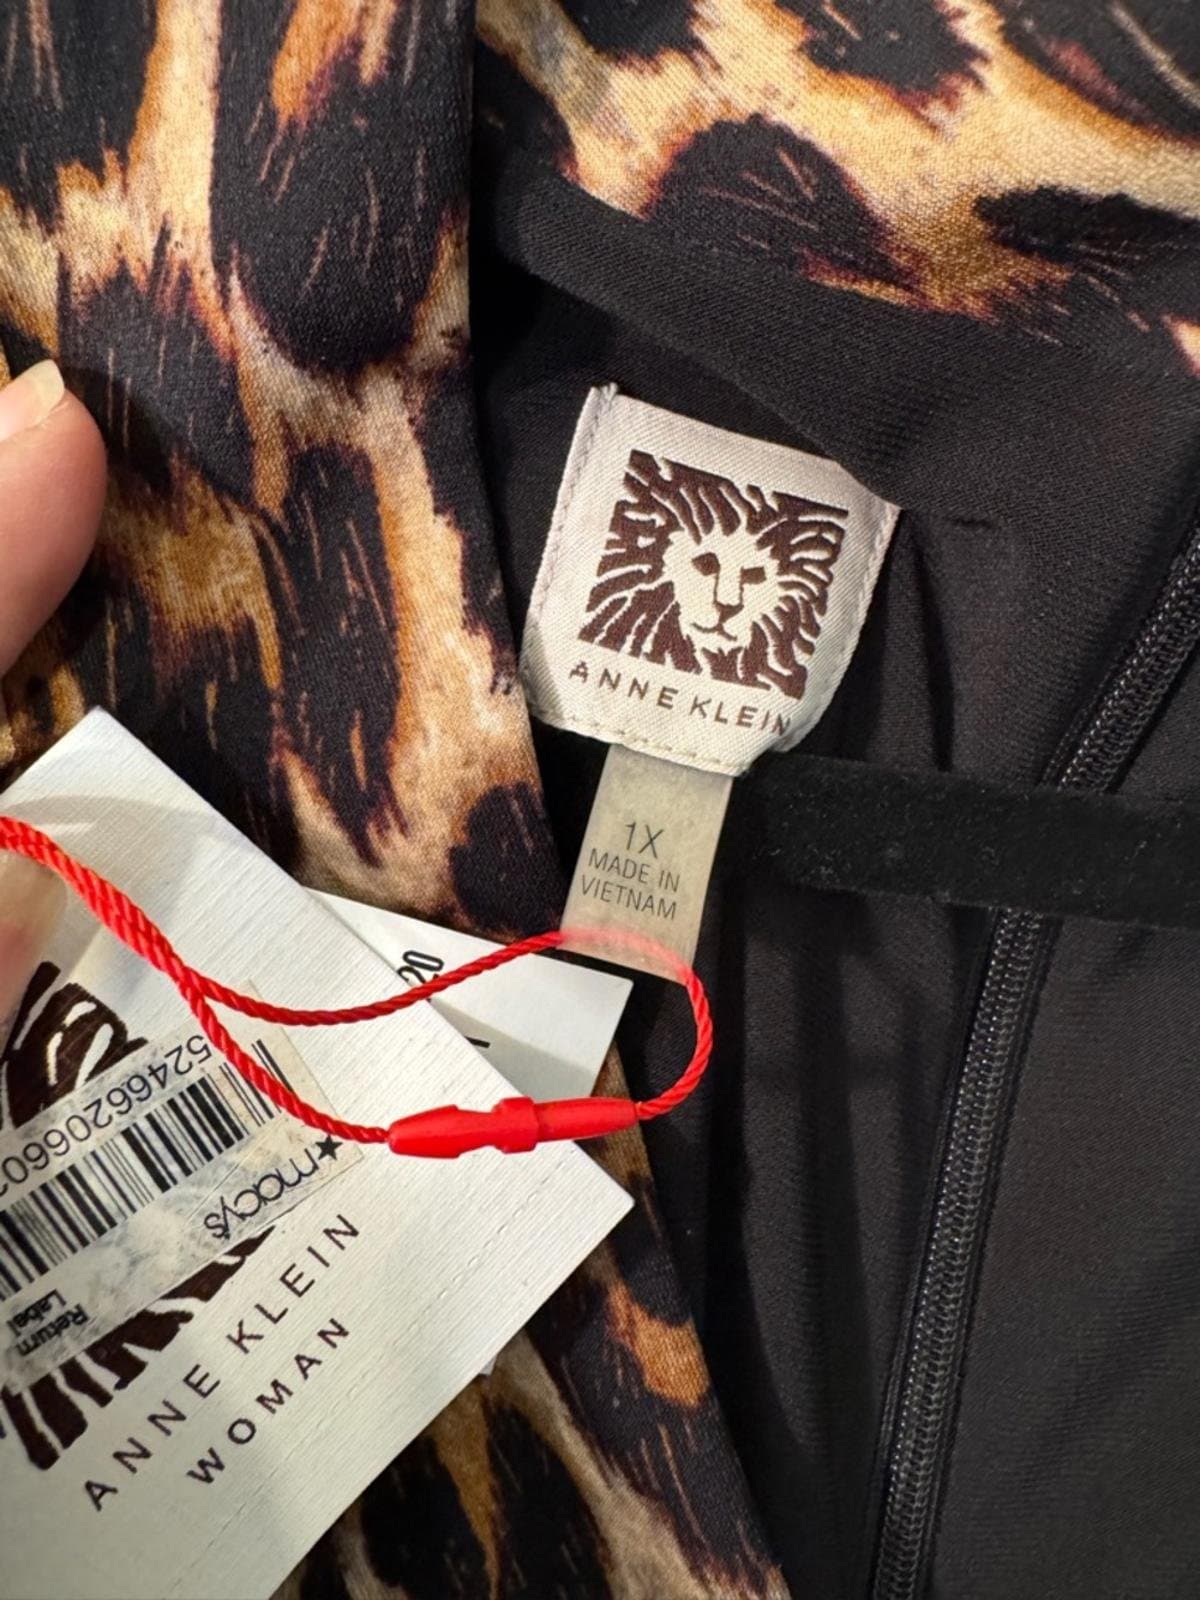 ANNE KLEIN
1X
MADE IN
VIETNAM
20
macy's
Return
Label
ANNE KLEIN
WOMAN